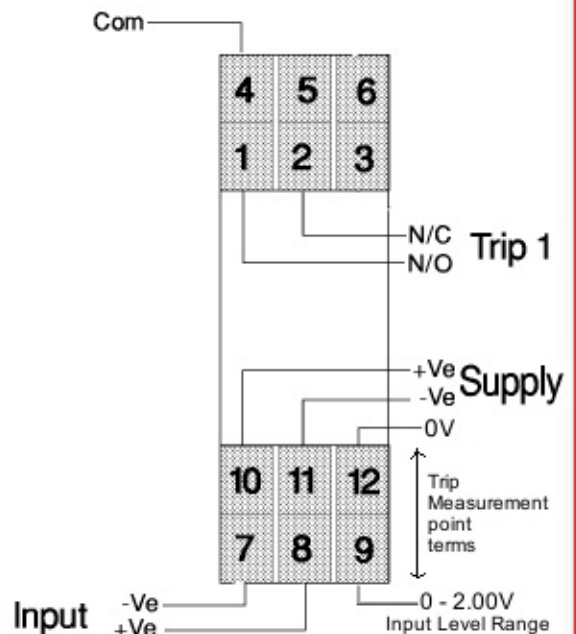 Com
4 5 6
1 2 3
N/C
Trip 1
N/O
+Ve
Supply
-Ve
0V
10 11 12
7 8 9
Trip
Measurement
point
terms
Input
-Ve
+Ve
0 - 2.00V
Input Level Range